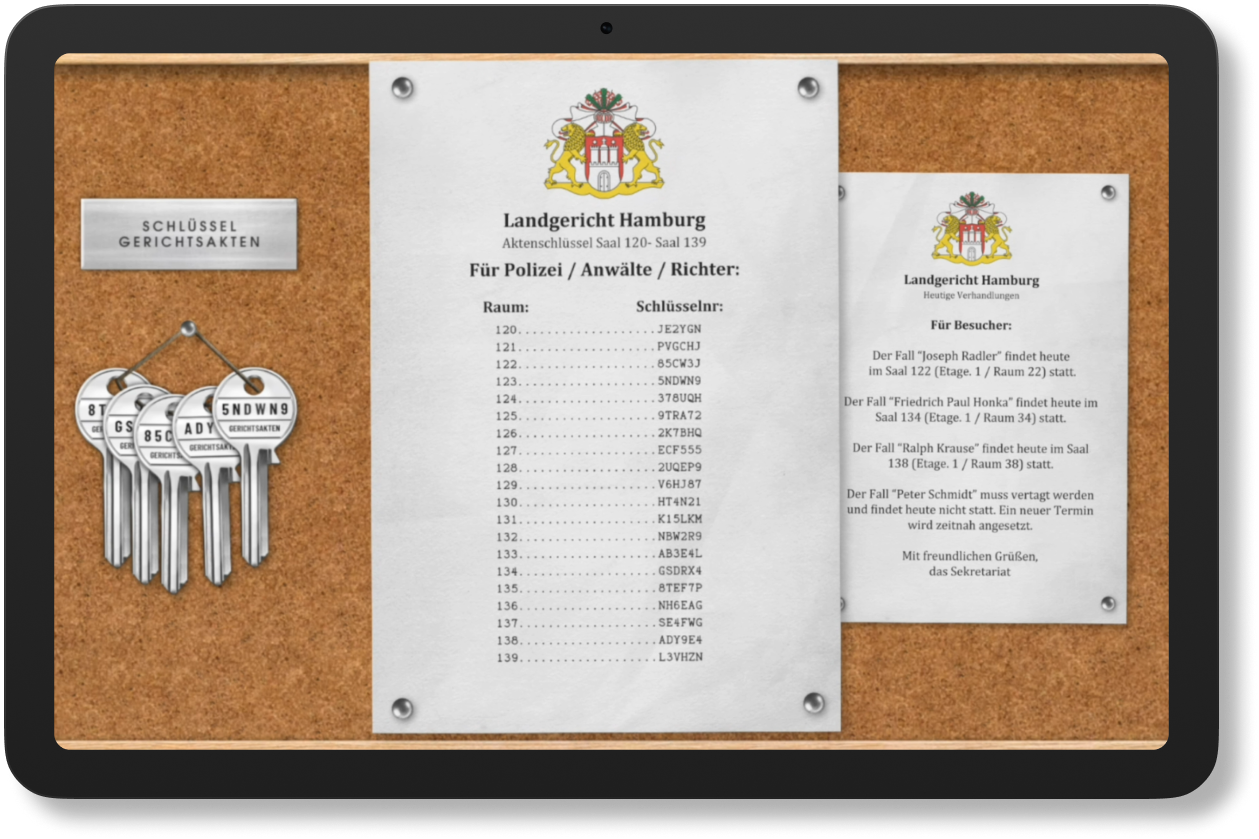 SCHLÜSSEL
GERICHTSAKTEN
5NDWN9
GERICHTSAKTEN
Landgericht Hamburg
Aktenschlüssel Saal 120- Saal 139
Für Polizei / Anwälte / Richter:
Raum: Schlüsselnr:
120....................JE2YGN
121....................PVGCHJ
122....................85CW3J
123....................5NDWN9
124....................378UQH
125....................9TRA72
126....................2K7BHQ
127....................ECF555
128....................2UQEP9
129....................V6HJ87
130....................HT4N21
131....................K15LKM
132....................NBW2R9
133....................AB3E4L
134....................GSDRX4
135....................8TEF7P
136....................NH6EAG
137....................SE4FWG
138....................ADY9E4
139....................L3VHZN
Landgericht Hamburg
Heutige Verhandlungen
Für Besucher:
Der Fall “Joseph Radler” findet heute
im Saal 122 (Etage. 1 / Raum 22) statt.
Der Fall “Friedrich Paul Honka” findet heute im
Saal 134 (Etage. 1 / Raum 34) statt.
Der Fall “Ralph Krause” findet heute im Saal
138 (Etage. 1 / Raum 38) statt.
Der Fall “Peter Schmidt” muss vertagt werden
und findet heute nicht statt. Ein neuer Termin
wird zeitnah angesetzt.
Mit freundlichen Grüßen,
das Sekretariat